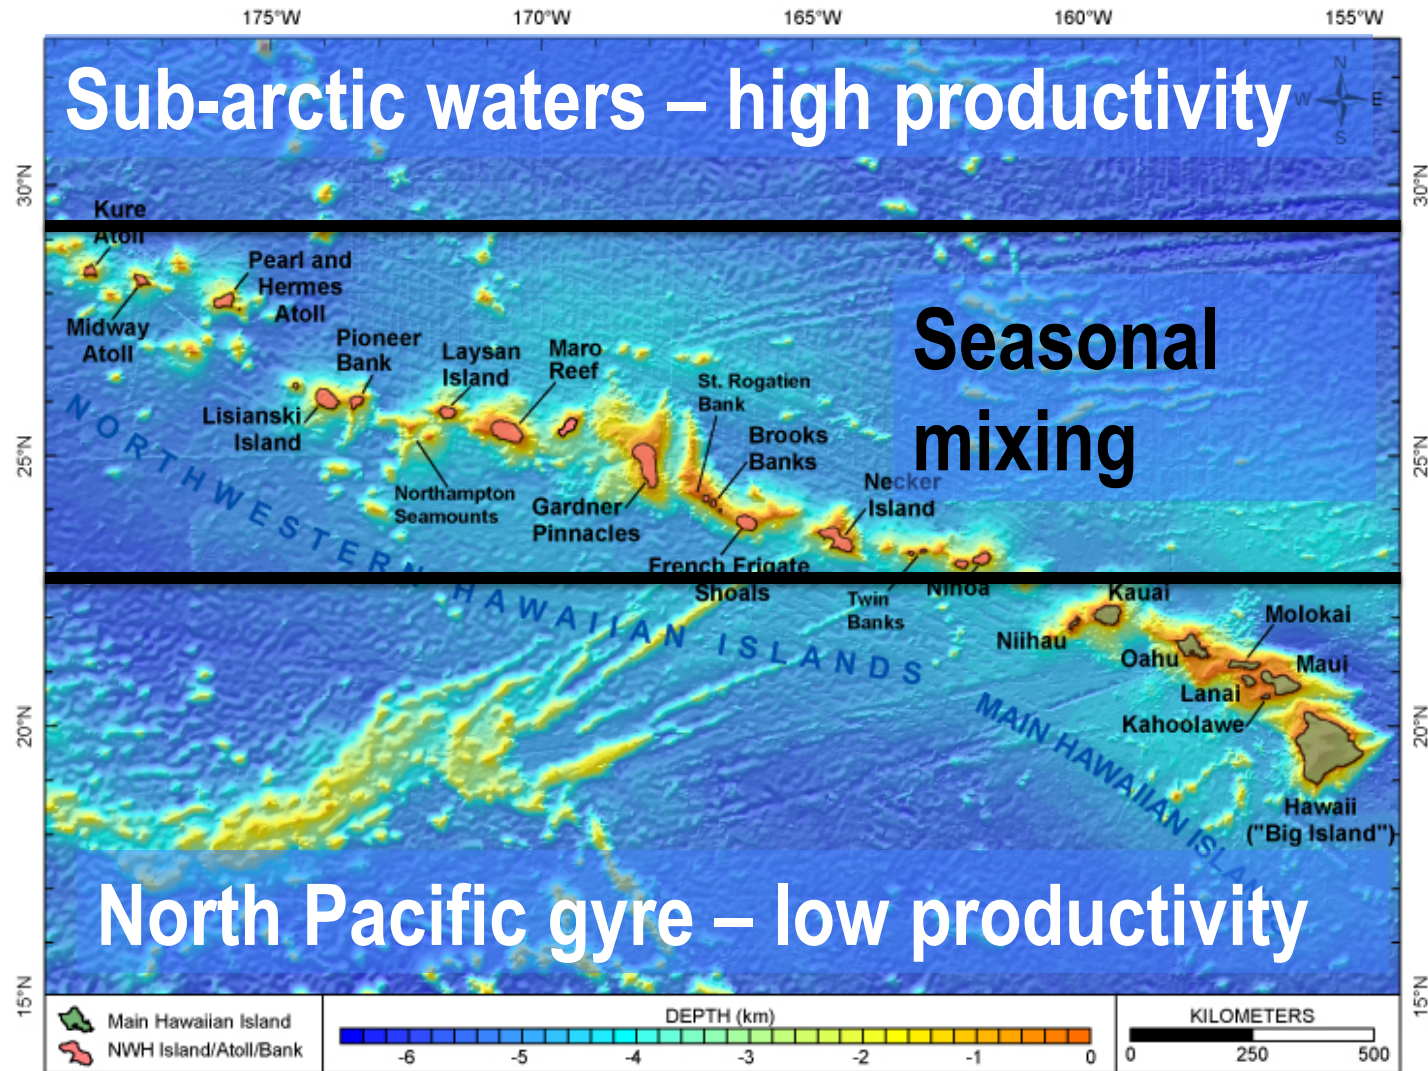 175°W 170°W 165°W 160°W 155°W
Sub-arctic waters – high productivity
N
W E
S
30°N 30°N
Kure
Atoll
Pearl and
Hermes
Atoll
Midway
Atoll
Pioneer
Bank
Laysan
Island
Maro
Reef
St. Rogatien
Bank
Brooks
Banks
Seasonal
mixing
Lisianski
Island
25°N 25°N
Northampton
Seamounts
Gardner
Pinnacles
Necker
Island
French Frigate
Shoals
Twin
Banks
Nihoa
NORTHWESTERN HAWAIIAN ISLANDS
Kauai
Niihau
Molokai
Oahu
Maui
Lanai
Kahoolawe
20°N 20°N
MAIN HAWAIIAN ISLAN
Hawaii
("Big Island")
North Pacific gyre – low productivity
15°N 15°N
Main Hawaiian Island
NWH Island/Atoll/Bank
DEPTH (km)
-6 -5 -4 -3 -2 -1 0
KILOMETERS
0 250 500